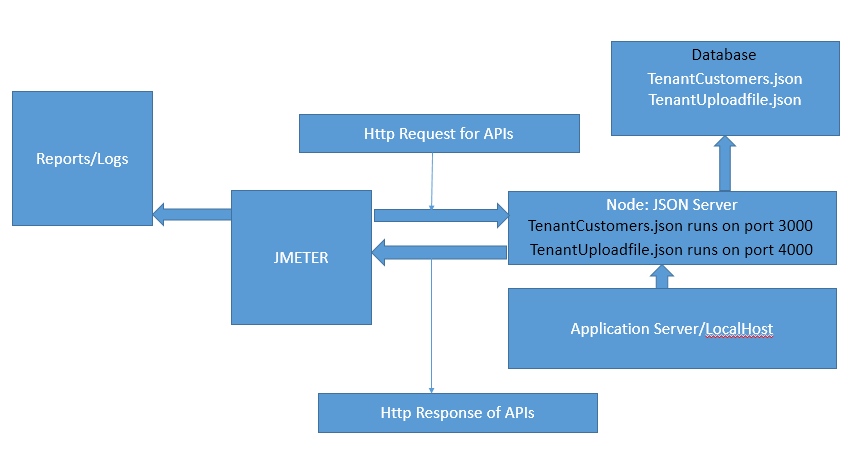 Database
TenantCustomers.json
TenantUploadfile.json
Http Request for APIs
Reports/Logs
Node: JSON Server
TenantCustomers.json runs on port 3000
TenantUploadfile.json runs on port 4000
JMETER
Application Server/LocalHost
Http Response of APIs